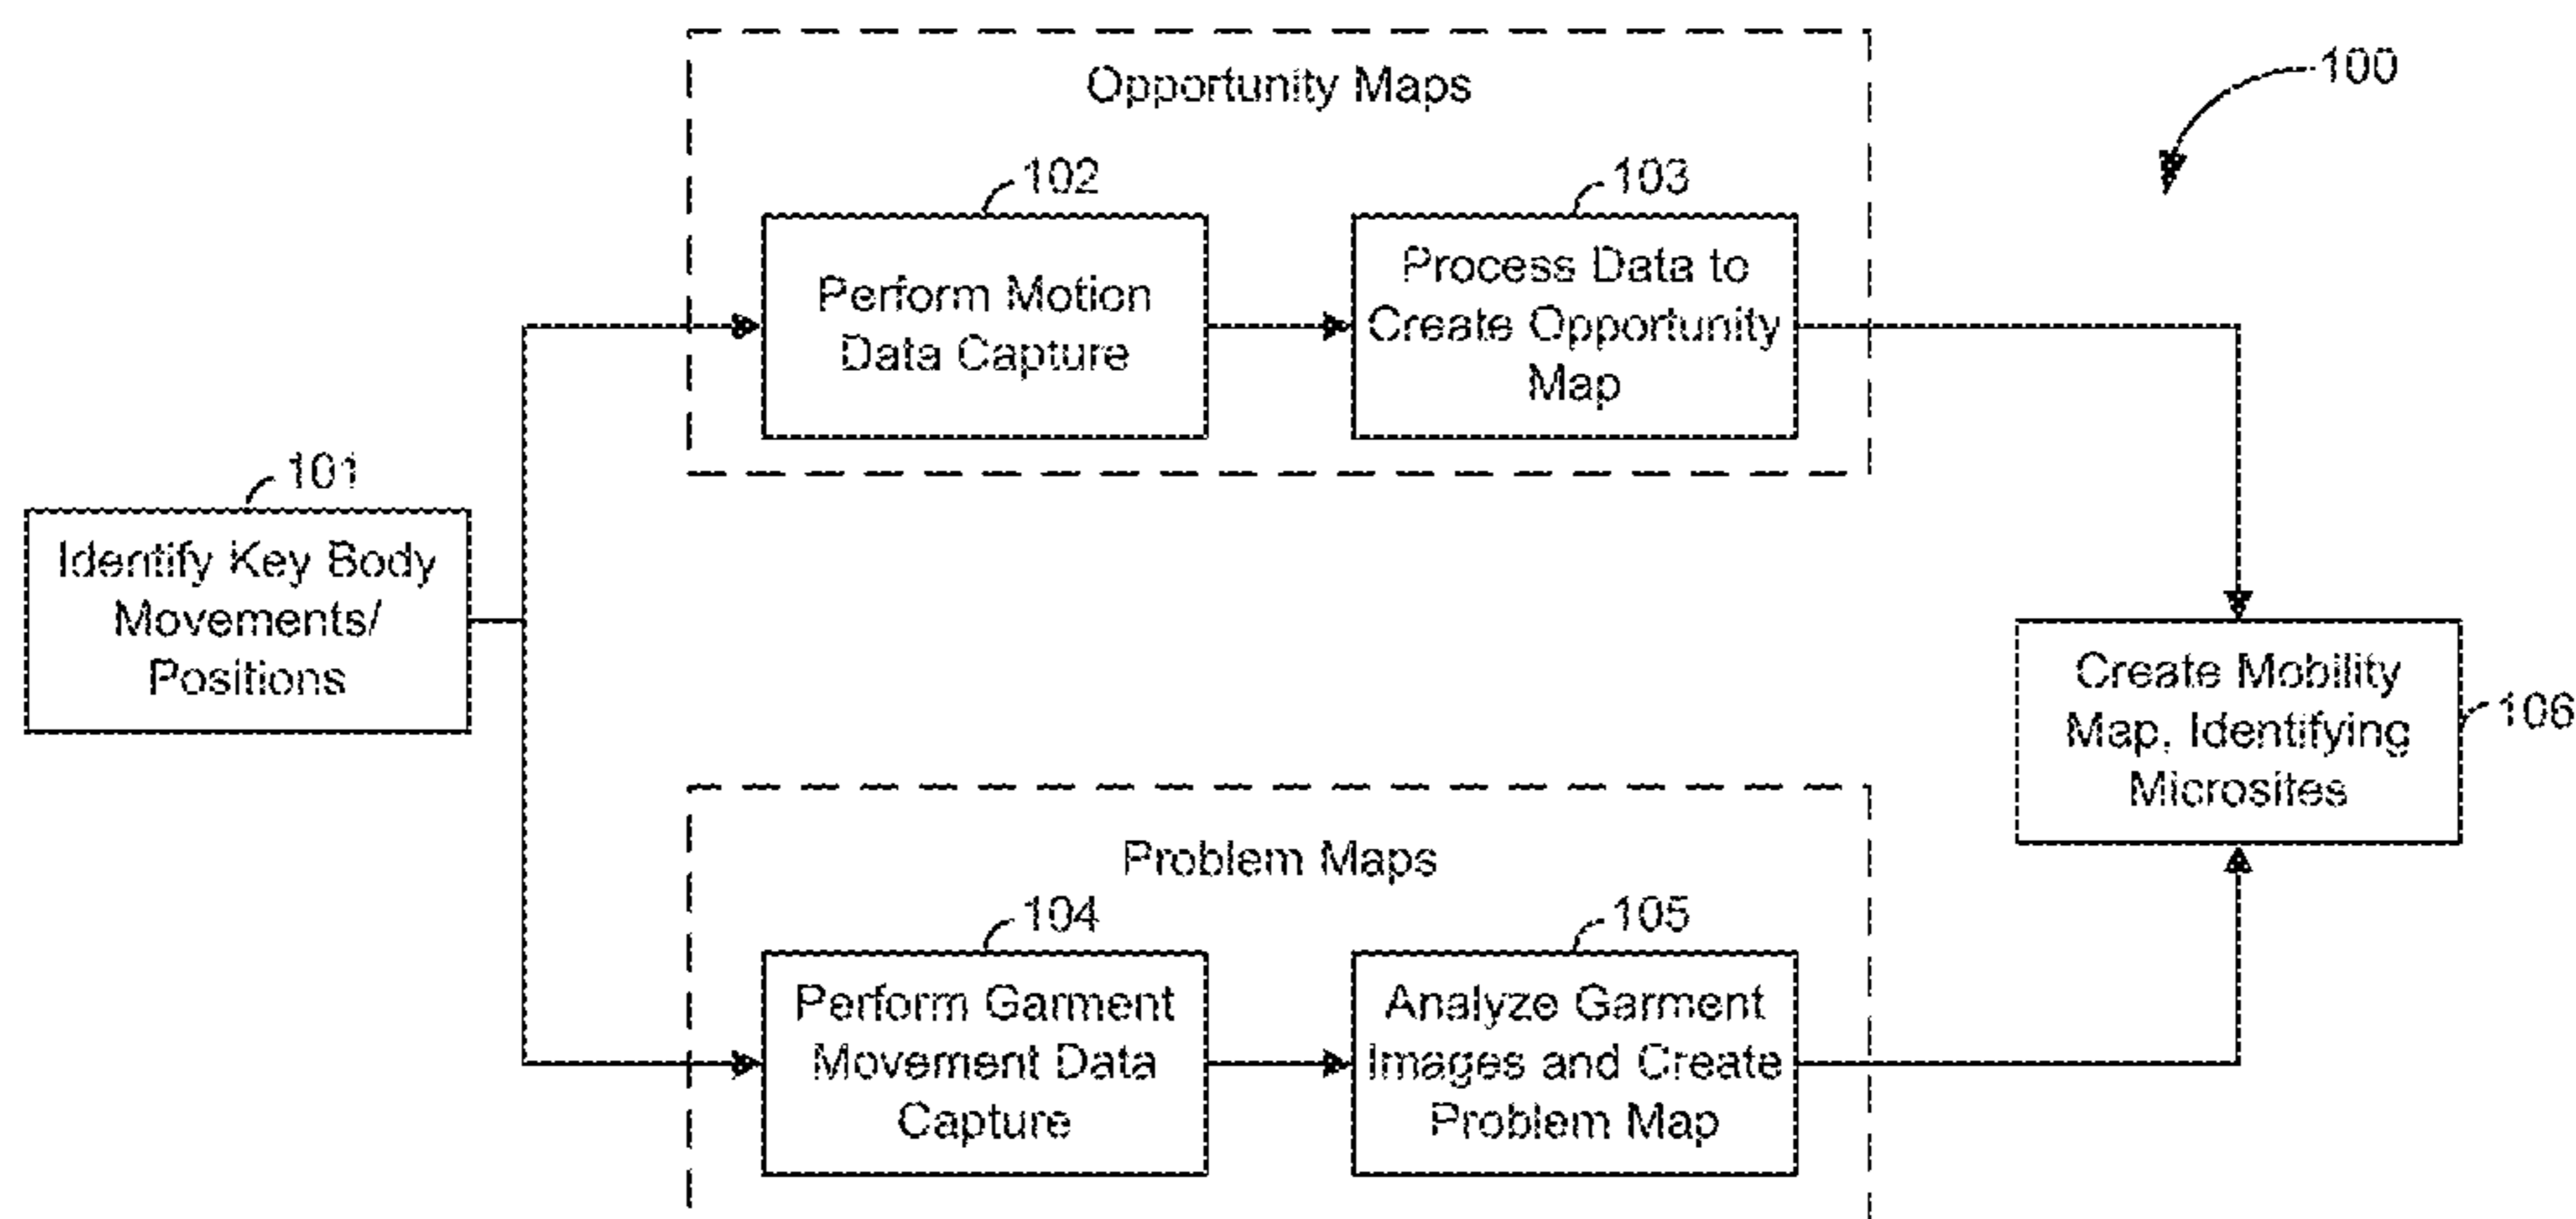 100
Opportunity Maps
102
Perform Motion
Data Capture
103
Process Data to
Create Opportunity
Map
101
Identify Key Body
Movements/
Positions
Problem Maps
104
Perform Garment
Movement Data
Capture
105
Analyze Garment
Images and Create
Problem Map
Create Mobility
Map, Identifying
Microsites
106